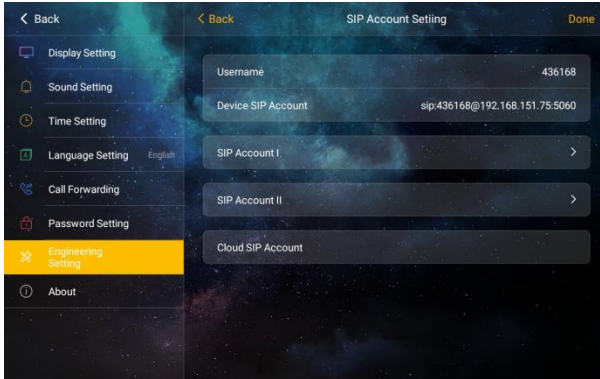 Back
Display Setting
Sound Setting
Time Setting
Language Setting English
Call Forwarding
Password Setting
Engineering
Setting
About
Back SIP Account Setiing Done
Username 436168
Device SIP Account sip:436168@192.168.151.75:5060
SIP Account I
SIP Account II
Cloud SIP Account